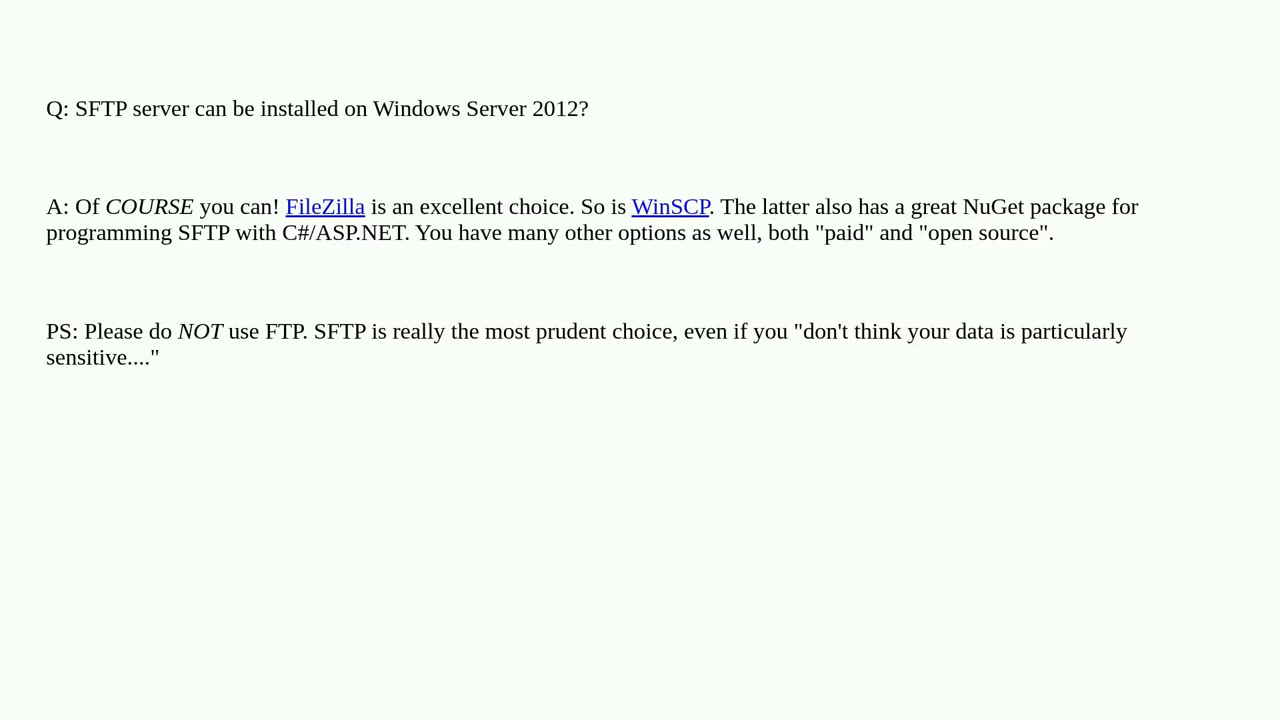 Q: SFTP server can be installed on Windows Server 2012?
A: Of COURSE you can! FileZilla is an excellent choice. So is WinSCP. The latter also has a great NuGet package for
programming SFTP with C#/ASP.NET. You have many other options as well, both "paid" and "open source".
PS: Please do NOT use FTP. SFTP is really the most prudent choice, even if you "don't think your data is particularly
sensitive...."